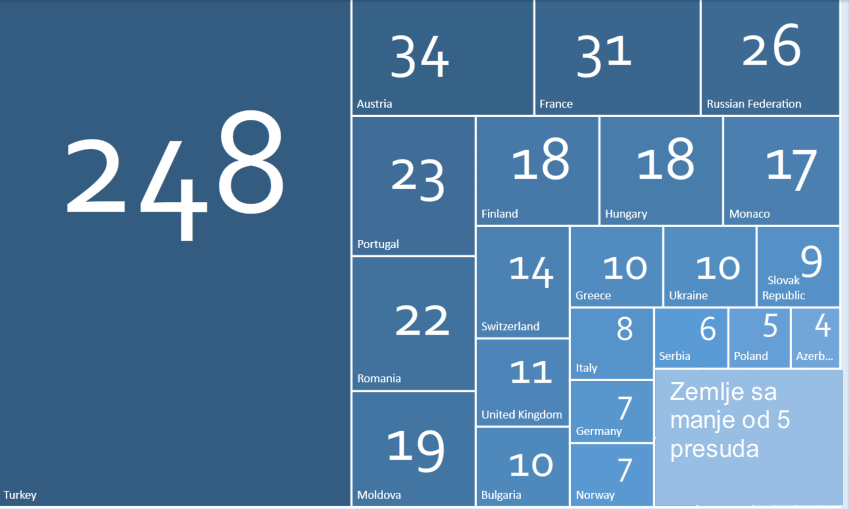 248
Turkey
34
Austria
31
France
26
Russian Federation
23
Portugal
18
Finland
18
Hungary
17
Monaco
22
Romania
14
Switzerland
10
Greece
10
Ukraine
9
Slovak
Republic
19
Moldova
11
United Kingdom
10
Bulgaria
8
Italy
6
Serbia
5
Poland
4
Azerb...
7
Germany
7
Norway
Zemlje sa
manje od 5
presuda